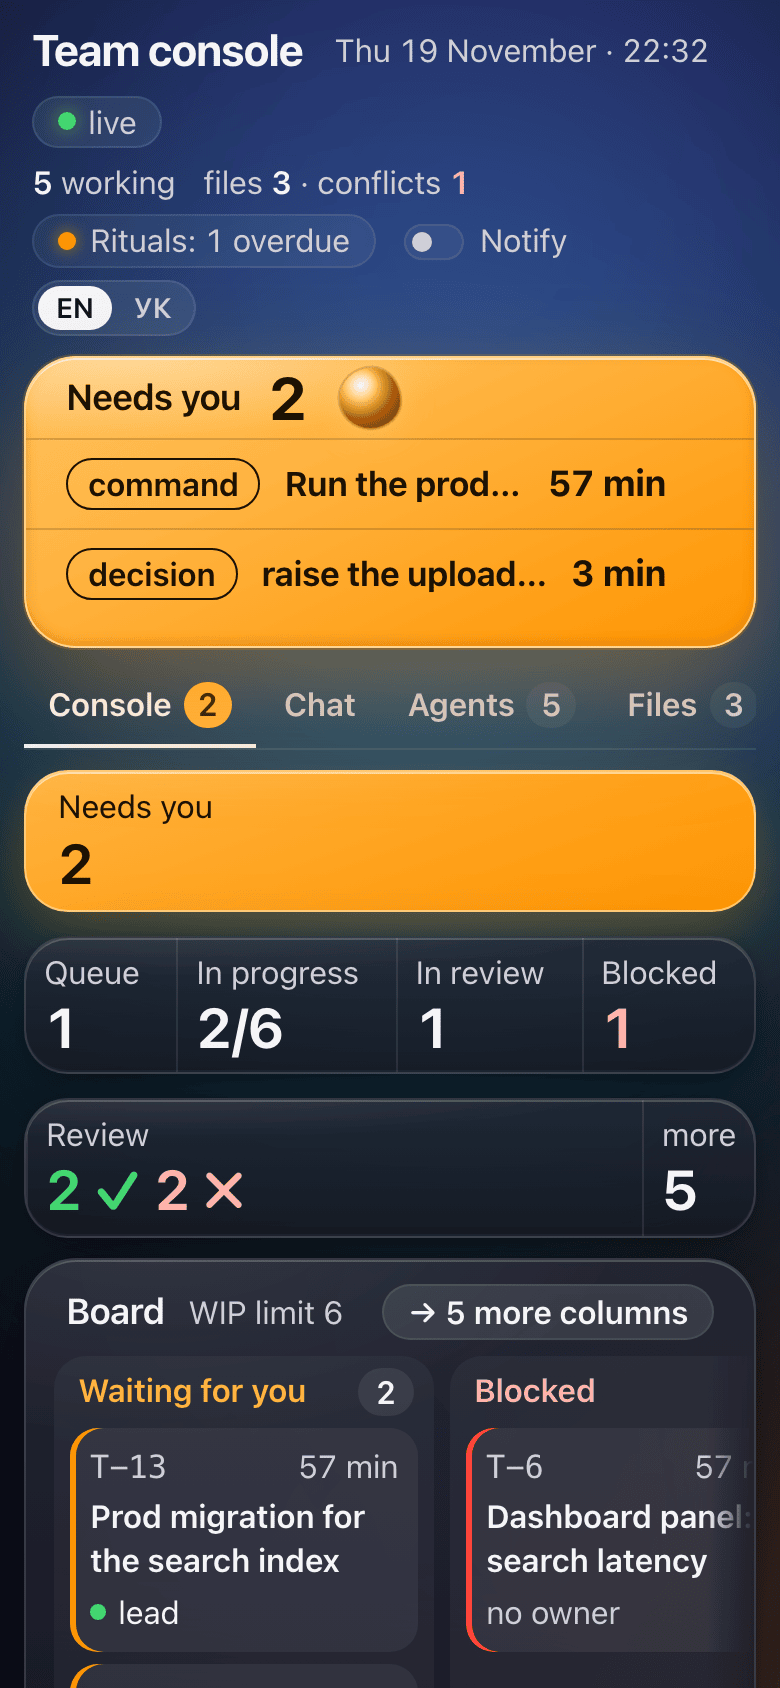 Team console Thu 19 November · 22:32
live
5 working files 3 · conflicts 1
Rituals: 1 overdue Notify
EN УК
Needs you 2
command Run the prod... 57 min
decision raise the upload... 3 min
Console 2 Chat Agents 5 Files 3
Needs you
2
Queue In progress In review Blocked
1 2/6 1 1
Review more
2 ✓ 2 ✕ 5
Board WIP limit 6 → 5 more columns
Waiting for you 2 Blocked
T–13 57 min T–6 57
Prod migration for Dashboard panel:
the search index search latency
lead no owner